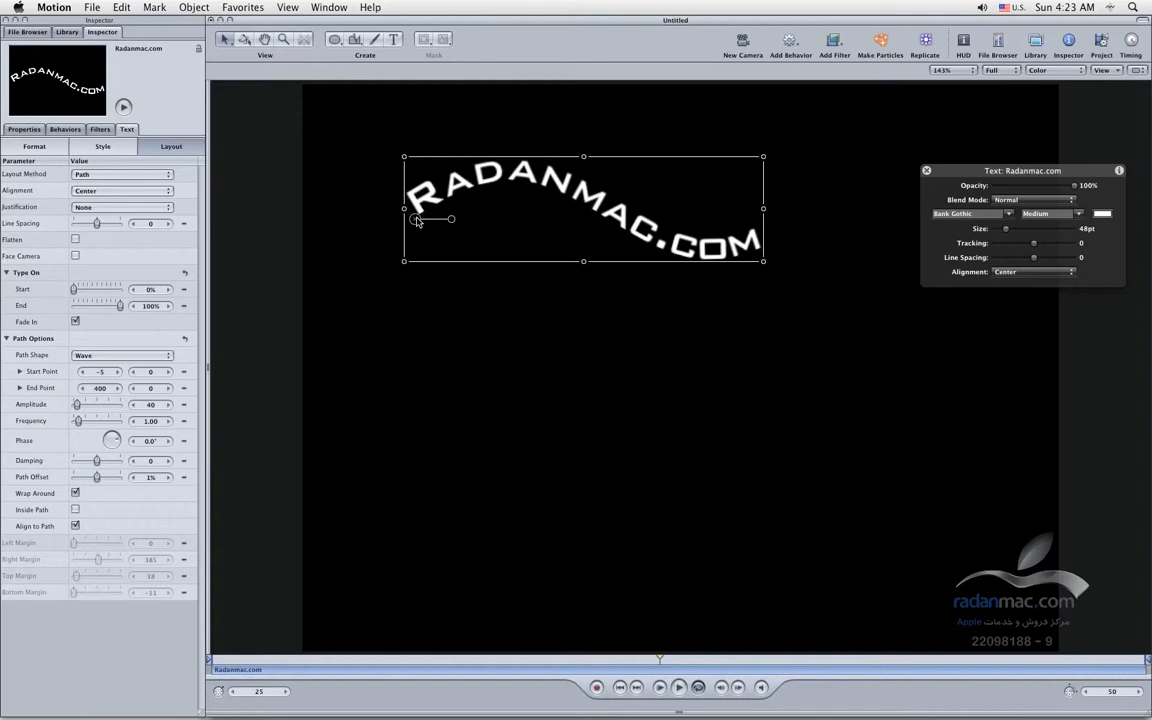 Motion File Edit Mark Object Favorites View Window Help
U.S. Sun 4:23 AM
Inspector
Untitled
File Browser Library Inspector
Radanmac.com
RADANMAC.COM
View Create Mask
New Camera Add Behavior Add Filter Make Particles Replicate HUD File Browser Library Inspector Project Timing
143% Full Color View
Properties Behaviors Filters Text
Format Style Layout
Parameter Value
Layout Method Path
Alignment Center
Justification None
Line Spacing 0
Flatten
Face Camera
Type On
Start 0%
End 100%
Fade In
Path Options
Path Shape Wave
Start Point -5 0
End Point 400 0
Amplitude 40
Frequency 1.00
Phase 0.0°
Damping 0
Path Offset 1%
Wrap Around
Inside Path
Align to Path
Left Margin 0
Right Margin 385
Top Margin 38
Bottom Margin -11
RADANMAC.COM
Text: Radanmac.com
Opacity: 100%
Blend Mode: Normal
Bank Gothic Medium
Size: 48pt
Tracking: 0
Line Spacing: 0
Alignment: Center
radanmac.com
مرکز فروش و خدمات Apple
22098188 - 9
Radanmac.com
25
50